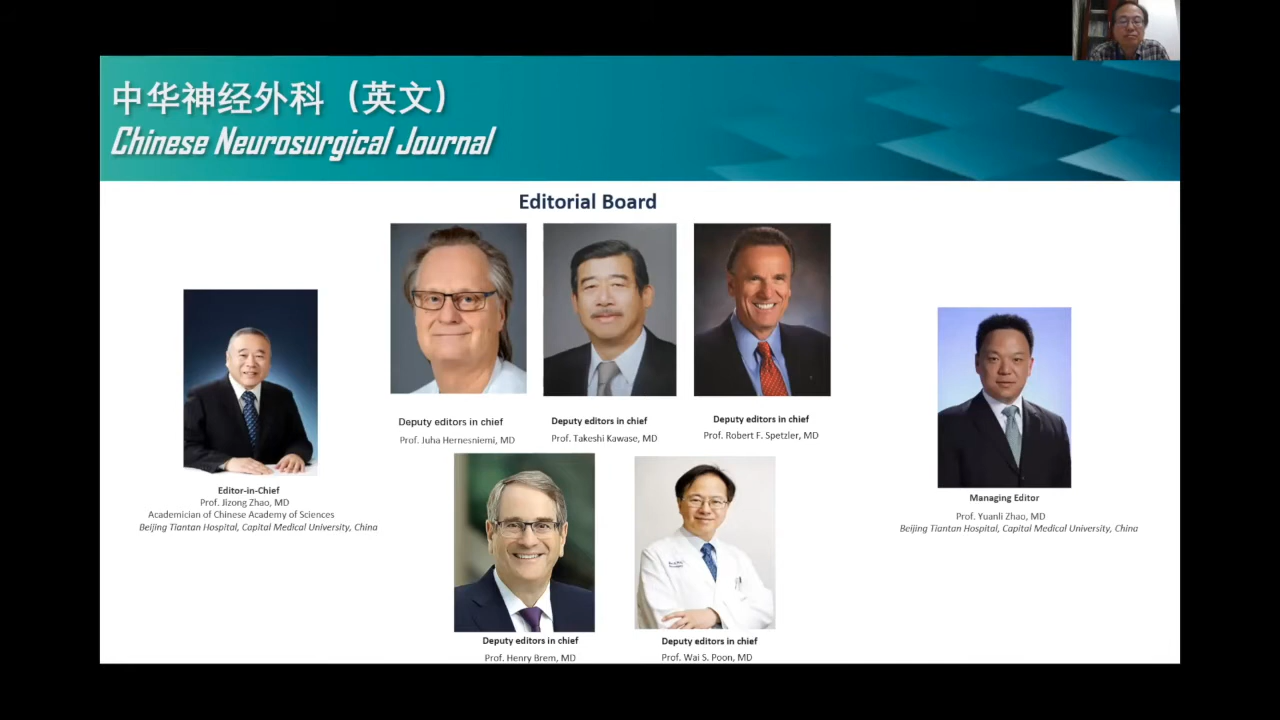 中华神经外科（英文）
Chinese Neurosurgical Journal
Editorial Board
Deputy editors in chief
Prof. Juha Hernesniemi, MD
Deputy editors in chief
Prof. Takeshi Kawase, MD
Deputy editors in chief
Prof. Robert F. Spetzler, MD
Editor-in-Chief
Prof. Jizong Zhao, MD
Academician of Chinese Academy of Sciences
Beijing Tiantan Hospital, Capital Medical University, China
Managing Editor
Prof. Yuanli Zhao, MD
Beijing Tiantan Hospital, Capital Medical University, China
Deputy editors in chief
Prof. Henry Brem, MD
Deputy editors in chief
Prof. Wai S. Poon, MD